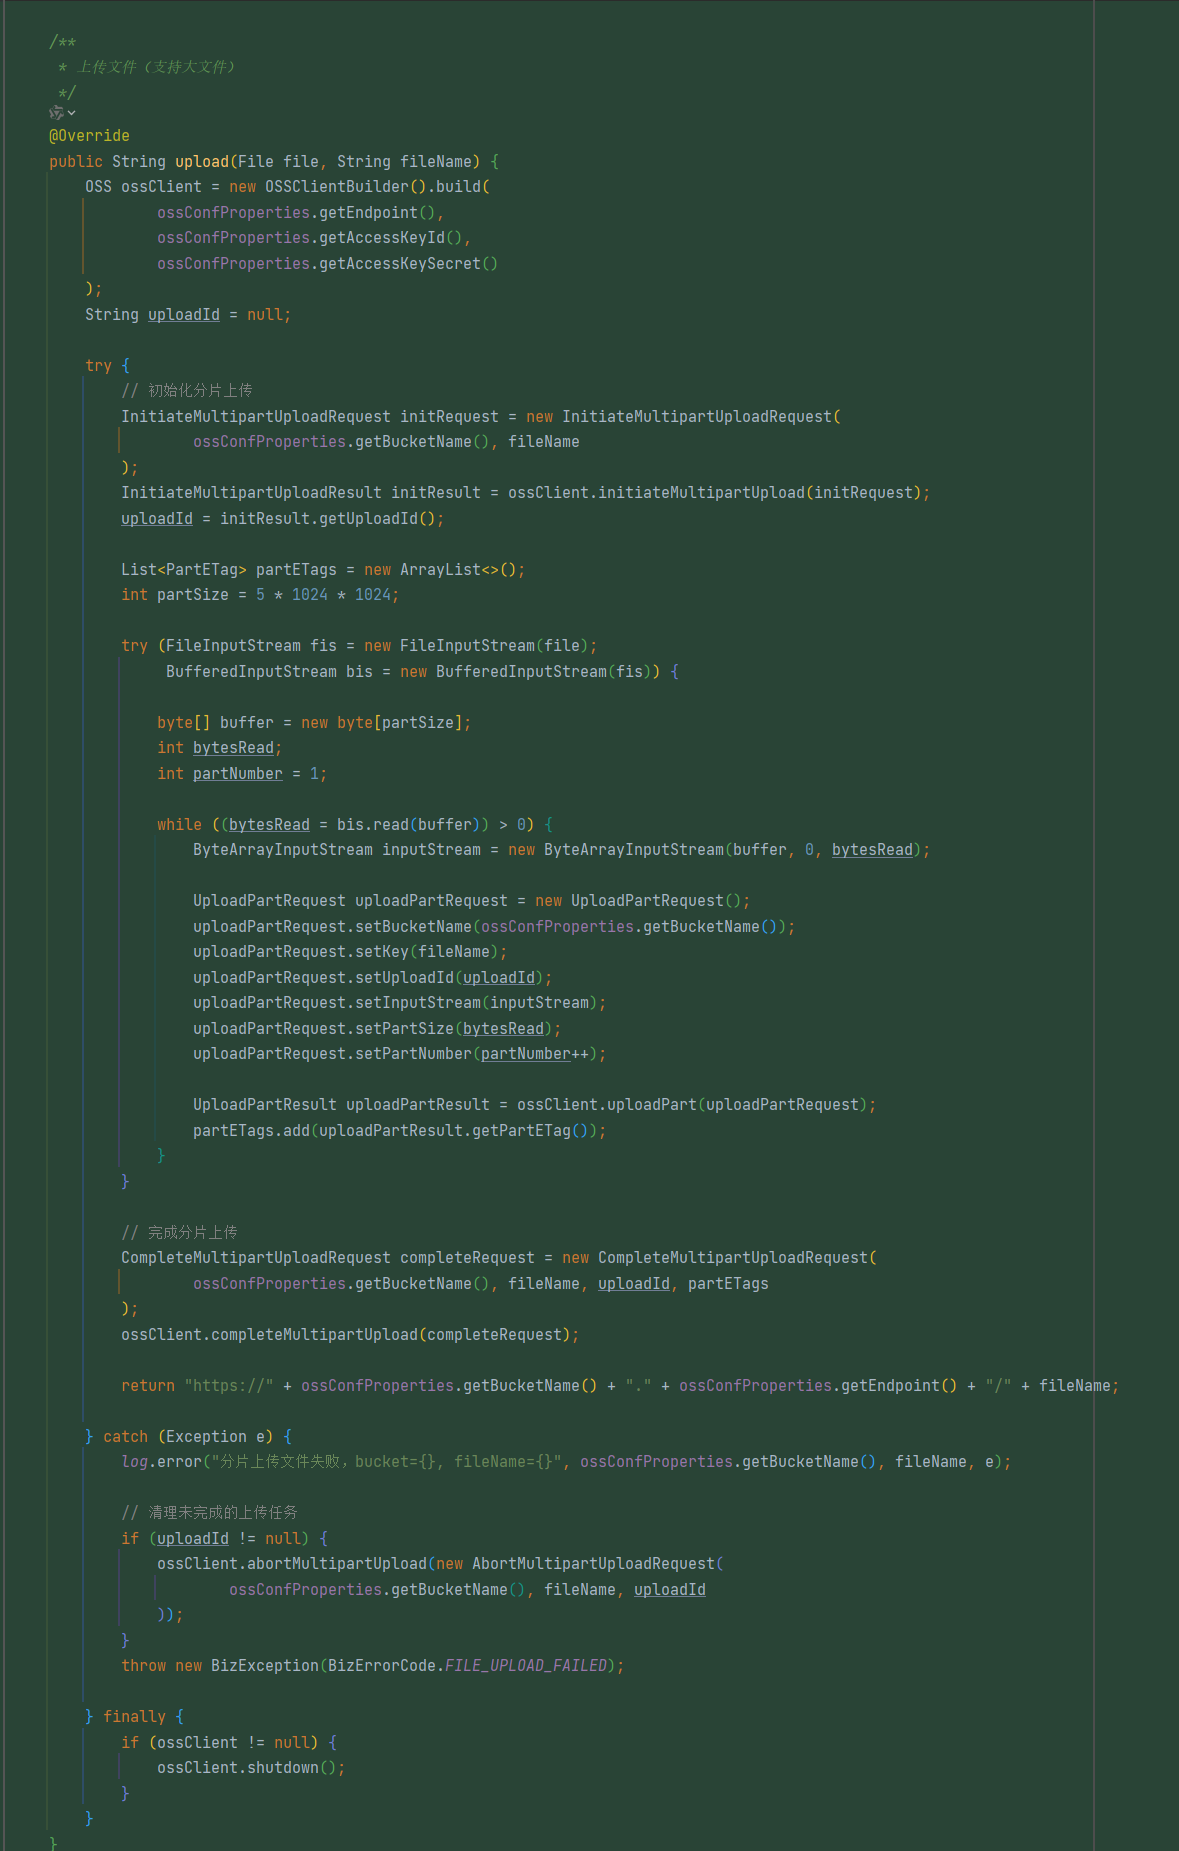 /**
 * 上传文件（支持大文件）
 */
@Override
public String upload(File file, String fileName) {
    OSS ossClient = new OSSClientBuilder().build(
            ossConfProperties.getEndpoint(),
            ossConfProperties.getAccessKeyId(),
            ossConfProperties.getAccessKeySecret()
    );
    String uploadId = null;

    try {
        // 初始化分片上传
        InitiateMultipartUploadRequest initRequest = new InitiateMultipartUploadRequest(
                ossConfProperties.getBucketName(), fileName
        );
        InitiateMultipartUploadResult initResult = ossClient.initiateMultipartUpload(initRequest);
        uploadId = initResult.getUploadId();

        List<PartETag> partETags = new ArrayList<>();
        int partSize = 5 * 1024 * 1024;

        try (FileInputStream fis = new FileInputStream(file);
             BufferedInputStream bis = new BufferedInputStream(fis)) {

            byte[] buffer = new byte[partSize];
            int bytesRead;
            int partNumber = 1;

            while ((bytesRead = bis.read(buffer)) > 0) {
                ByteArrayInputStream inputStream = new ByteArrayInputStream(buffer, 0, bytesRead);

                UploadPartRequest uploadPartRequest = new UploadPartRequest();
                uploadPartRequest.setBucketName(ossConfProperties.getBucketName());
                uploadPartRequest.setKey(fileName);
                uploadPartRequest.setUploadId(uploadId);
                uploadPartRequest.setInputStream(inputStream);
                uploadPartRequest.setPartSize(bytesRead);
                uploadPartRequest.setPartNumber(partNumber++);

                UploadPartResult uploadPartResult = ossClient.uploadPart(uploadPartRequest);
                partETags.add(uploadPartResult.getPartETag());
            }
        }

        // 完成分片上传
        CompleteMultipartUploadRequest completeRequest = new CompleteMultipartUploadRequest(
                ossConfProperties.getBucketName(), fileName, uploadId, partETags
        );
        ossClient.completeMultipartUpload(completeRequest);

        return "https://" + ossConfProperties.getBucketName() + "." + ossConfProperties.getEndpoint() + "/" + fileName;

    } catch (Exception e) {
        log.error("分片上传文件失败，bucket={}, fileName={}", ossConfProperties.getBucketName(), fileName, e);

        // 清理未完成的上传任务
        if (uploadId != null) {
            ossClient.abortMultipartUpload(new AbortMultipartUploadRequest(
                    ossConfProperties.getBucketName(), fileName, uploadId
            ));
        }
        throw new BizException(BizErrorCode.FILE_UPLOAD_FAILED);

    } finally {
        if (ossClient != null) {
            ossClient.shutdown();
        }
    }
}